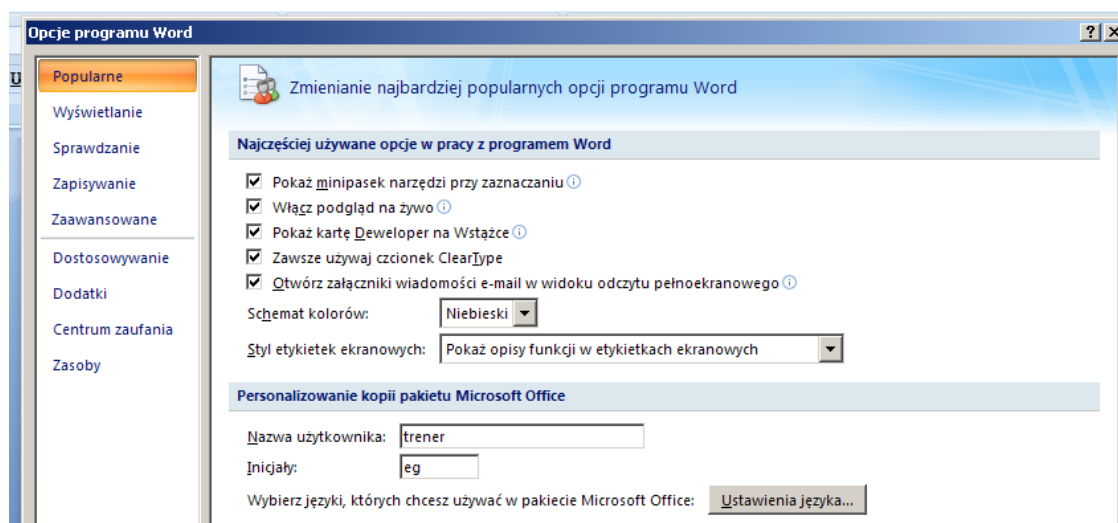 Opcje programu Word
U
Popularne
Wyświetlanie
Sprawdzanie
Zapisywanie
Zaawansowane
Dostosowywanie
Dodatki
Centrum zaufania
Zasoby
Zmienianie najbardziej popularnych opcji programu Word
Najczęściej używane opcje w pracy z programem Word
Pokaż minipasek narzędzi przy zaznaczaniu
Włącz podgląd na żywo
Pokaż kartę Deweloper na Wstążce
Zawsze używaj czcionek ClearType
Otwórz załączniki wiadomości e-mail w widoku odczytu pełnoekranowego
Schemat kolorów: Niebieski
Styl etykietek ekranowych: Pokaż opisy funkcji w etykietkach ekranowych
Personalizowanie kopii pakietu Microsoft Office
Nazwa użytkownika: trener
Inicjały: eg
Wybierz języki, których chcesz używać w pakiecie Microsoft Office: Ustawienia języka...